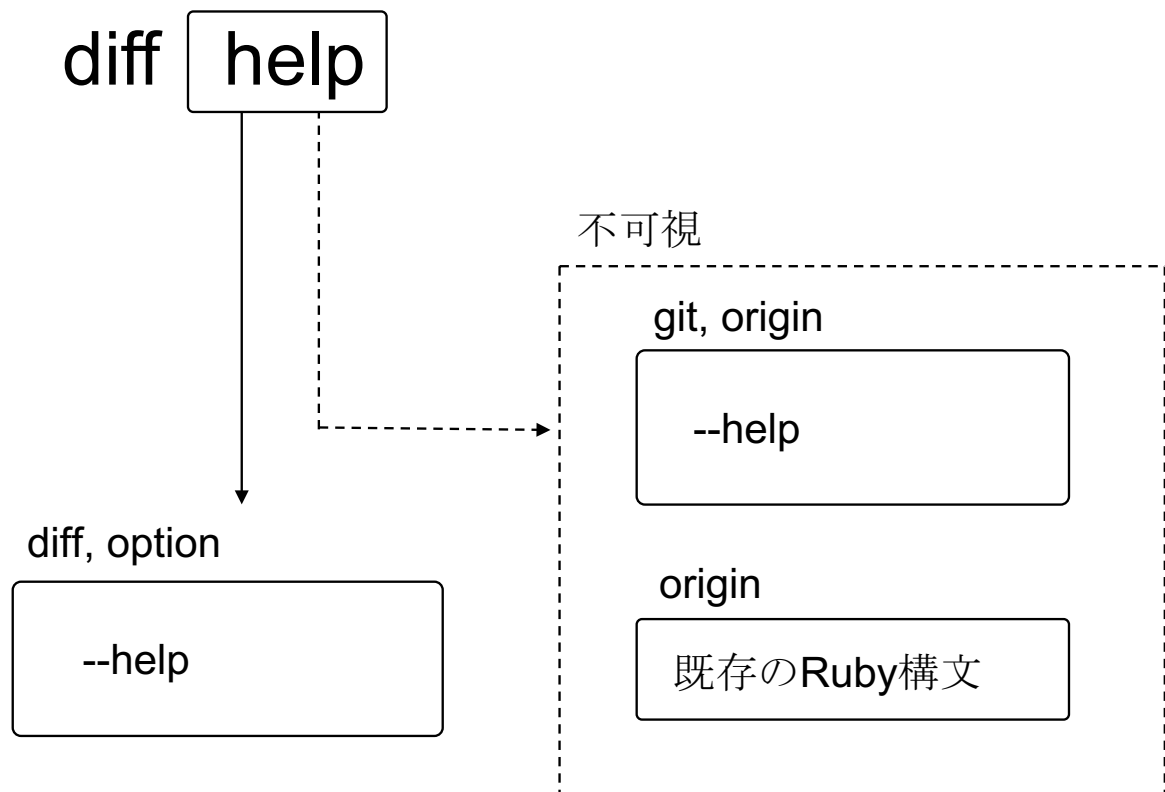 diff help
不可視
git, origin
--help
diff, option
--help
origin
既存のRuby構文